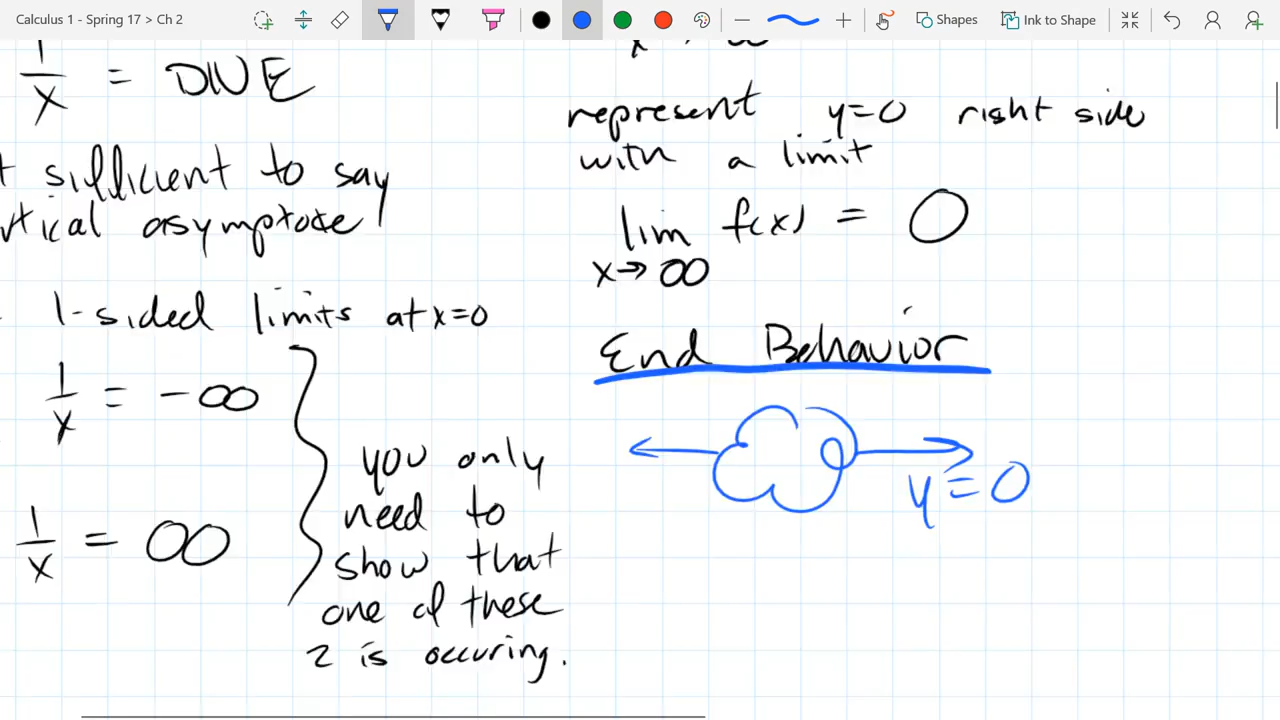 Calculus 1 - Spring 17 > Ch 2
Shapes
Ink to Shape
1/x = DNE
sifficient to say
asymptote
1-sided limits at x=0
1/x = -∞
1/x = ∞
you only
need to
show that
one of these
2 is occuring.
represent y=0 right side
with a limit
lim f(x) = 0
x→∞
End Behavior
y=0